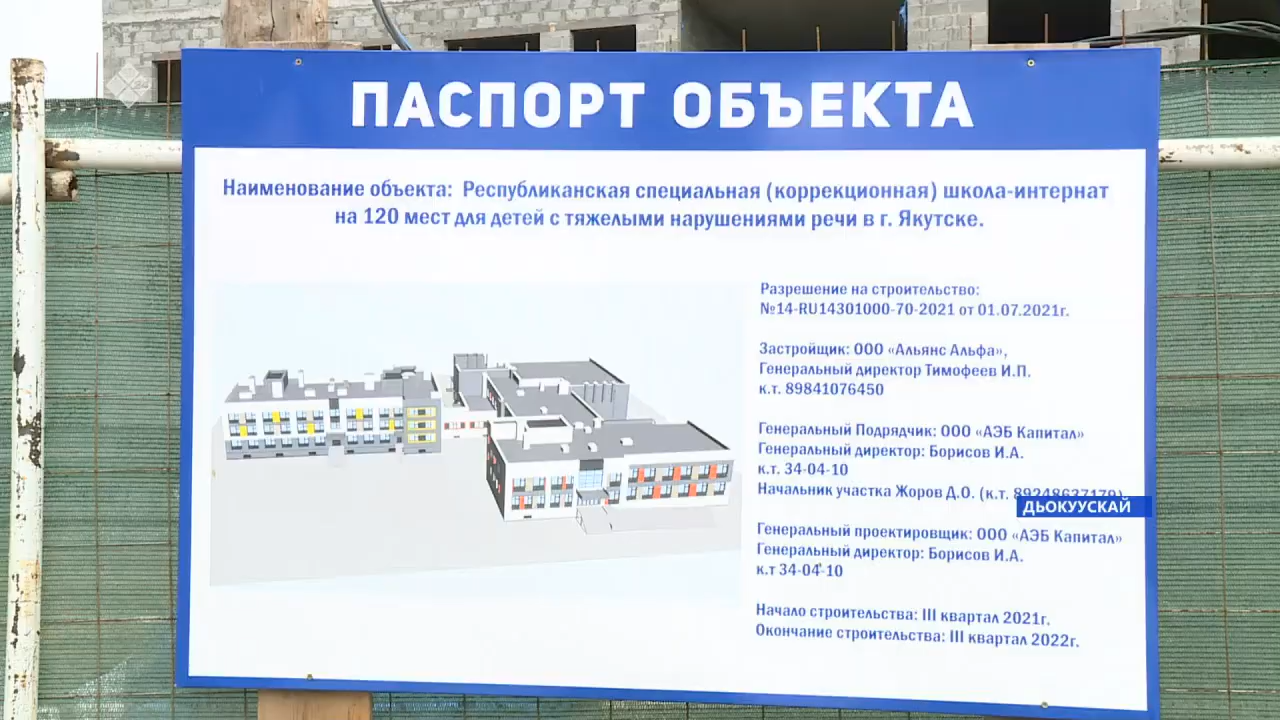 ПАСПОРТ ОБЪЕКТА
Наименование объекта: Республиканская специальная (коррекционная) школа-интернат
на 120 мест для детей с тяжелыми нарушениями речи в г. Якутске.
Разрешение на строительство:
№14-RU14301000-70-2021 от 01.07.2021г.
Застройщик: ООО «Альянс Альфа»,
Генеральный директор Тимофеев И.П.
к.т. 89841076450
Генеральный Подрядчик: ООО «АЭБ Капитал»
Генеральный директор: Борисов И.А.
к.т. 34-04-10
Начальник участка Жоров Д.О. (к.т.
ДЬОКУУСКАЙ
Генеральный проектировщик: ООО «АЭБ Капитал»
Генеральный директор: Борисов И.А.
к.т 34-04-10
Начало строительства: III квартал 2021г.
Окончание строительства: III квартал 2022г.